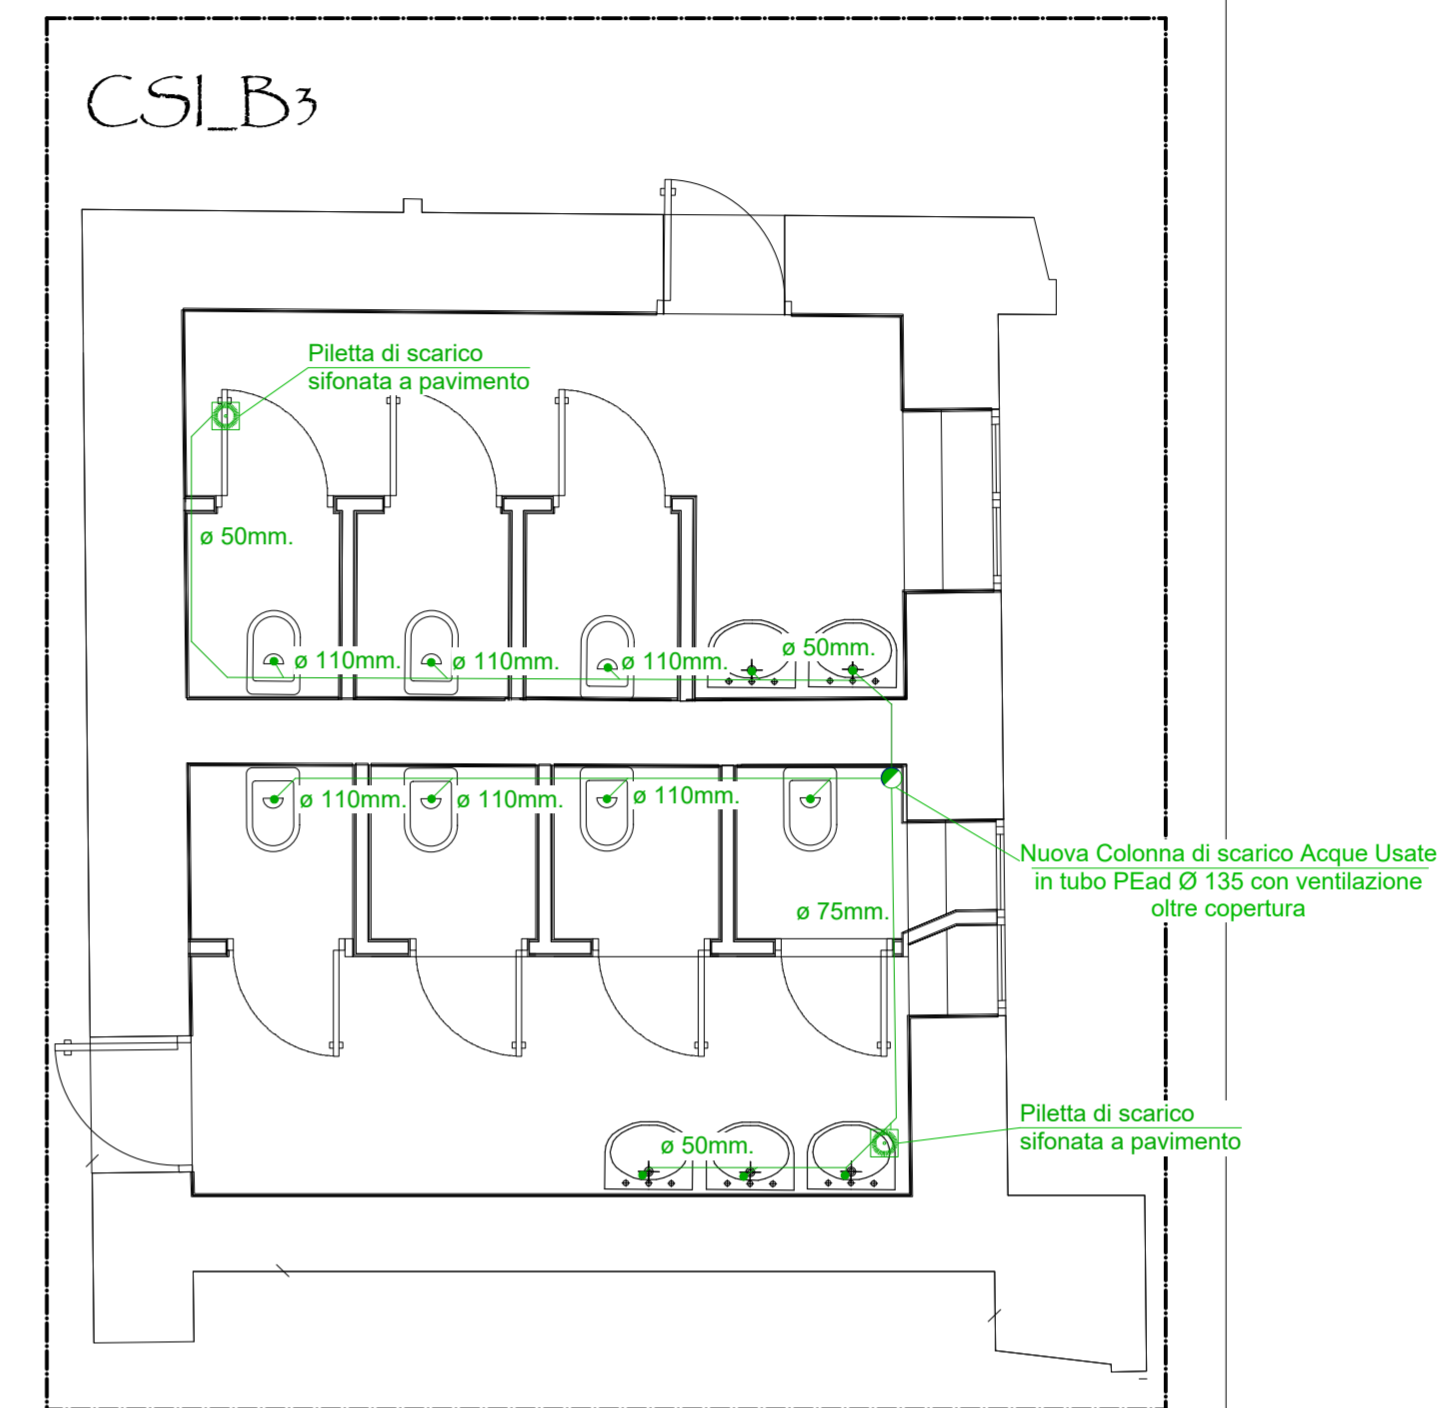 CSI_B3
Piletta di scarico
sifonata a pavimento
ø 50mm.
ø 50mm.
ø 110mm.
ø 110mm.
ø 110mm.
ø 110mm.
ø 110mm.
ø 110mm.
Nuova Colonna di scarico Acque Usate
in tubo PEad Ø 135 con ventilazione
oltre copertura
ø 75mm.
Piletta di scarico
sifonata a pavimento
ø 50mm.